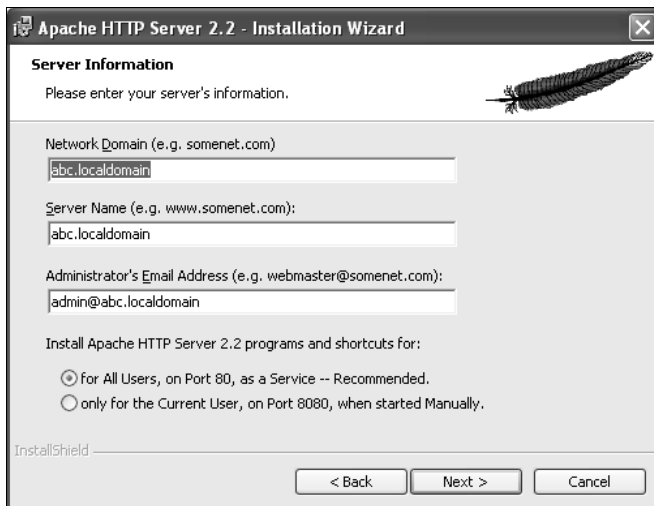 Apache HTTP Server 2.2 - Installation Wizard
Server Information
Please enter your server's information.
Network Domain (e.g. somenet.com)
abc.localdomain
Server Name (e.g. www.somenet.com):
abc.localdomain
Administrator's Email Address (e.g. webmaster@somenet.com):
admin@abc.localdomain
Install Apache HTTP Server 2.2 programs and shortcuts for:
for All Users, on Port 80, as a Service -- Recommended.
only for the Current User, on Port 8080, when started Manually.
InstallShield
< Back Next > Cancel